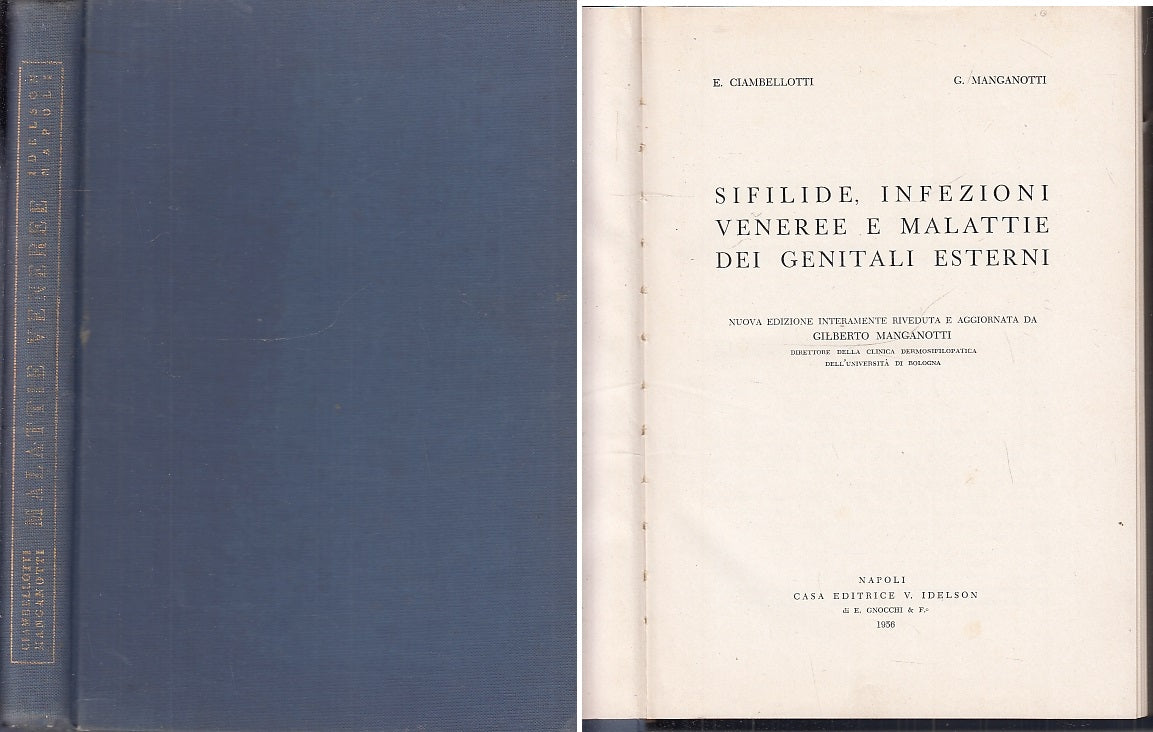 CIAMBELLOTTI
MANGANOTTI
MALATTIE VENEREE
IDELSON
NAPOLI
E. CIAMBELLOTTI
G. MANGANOTTI
SIFILIDE, INFEZIONI
VENEREE E MALATTIE
DEI GENITALI ESTERNI
NUOVA EDIZIONE INTERAMENTE RIVEDUTA E AGGIORNATA DA
GILBERTO MANGANOTTI
DIRETTORE DELLA CLINICA DERMOSIFILOPATICA
DELL'UNIVERSITÀ DI BOLOGNA
NAPOLI
CASA EDITRICE V. IDELSON
di E. GNOCCHI & F.º
1956